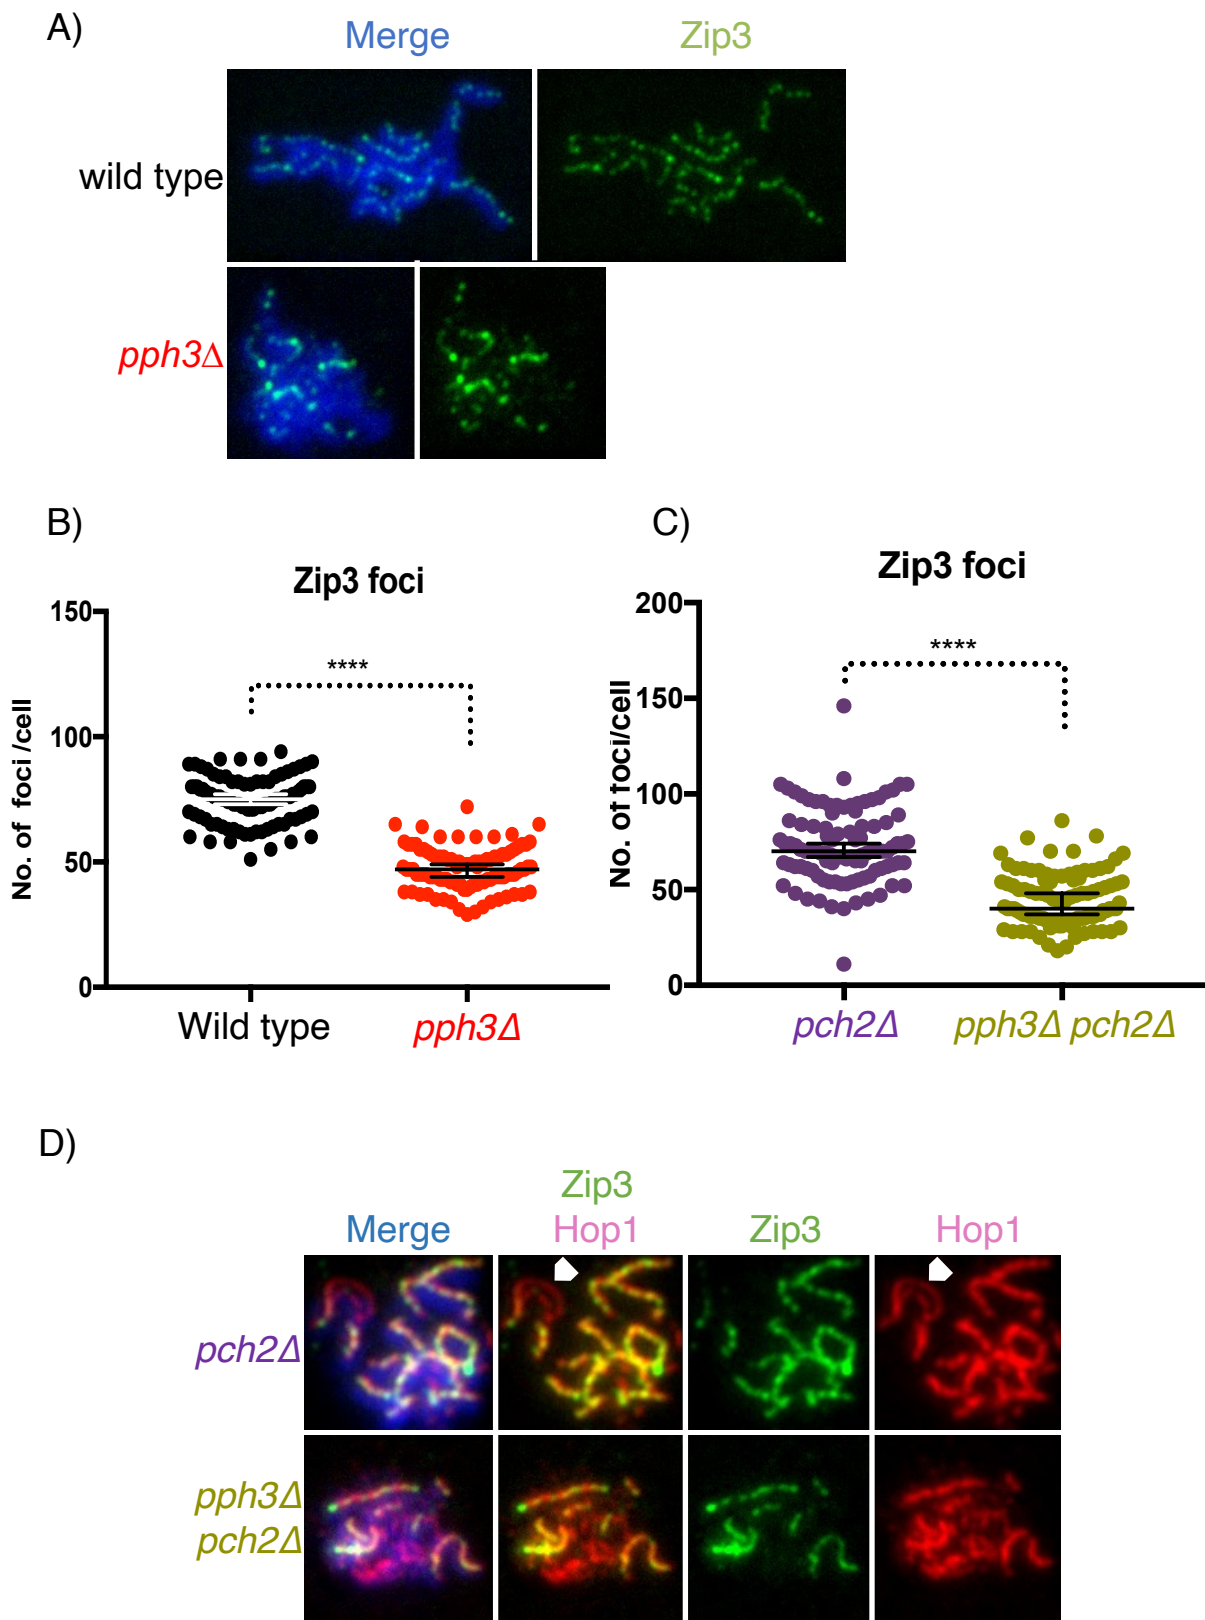 A)
Merge Zip3
wild type
pph3Δ
B)
Zip3 foci
No. of foci /cell
150
100
50
0
****
Wild type pph3Δ
C)
Zip3 foci
No. of foci/cell
200
150
100
50
0
****
pch2Δ pph3Δ pch2Δ
D)
Zip3
Merge Hop1 Zip3 Hop1
pch2Δ
pph3Δ
pch2Δ